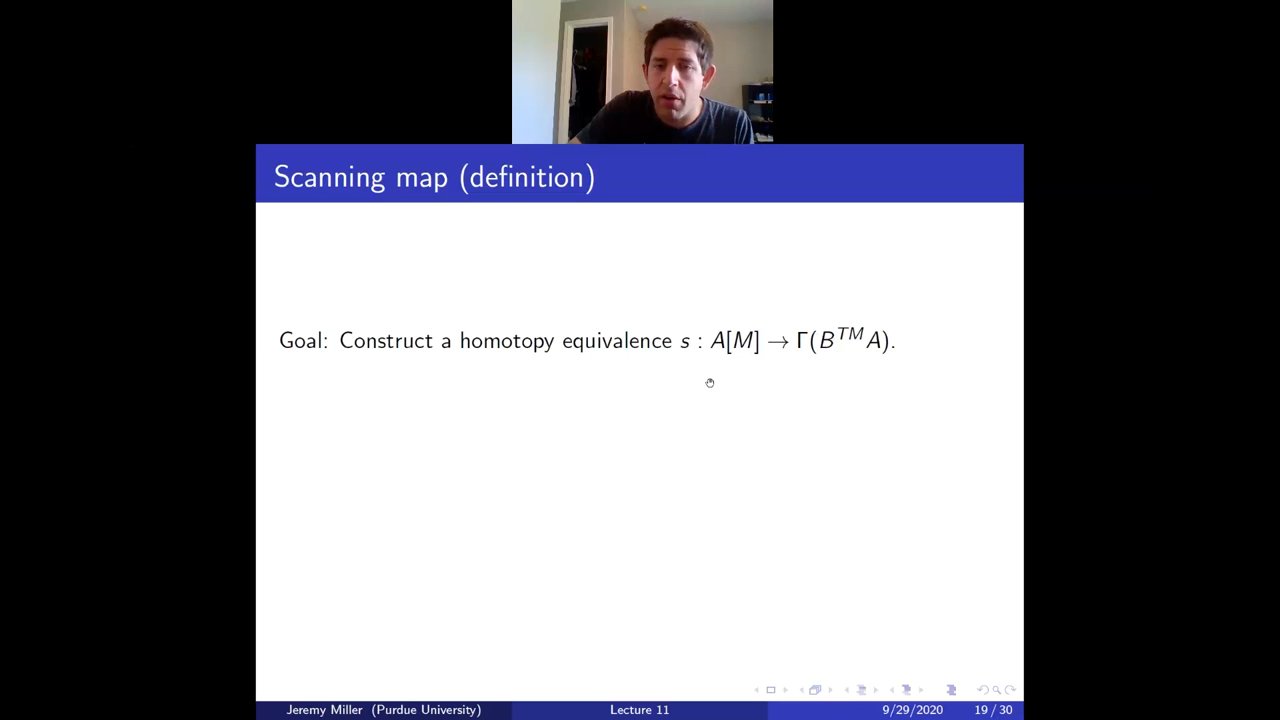 Scanning map (definition)
Goal: Construct a homotopy equivalence s : A[M] → Γ(B^{TM}A).
Jeremy Miller (Purdue University) Lecture 11 9/29/2020 19 / 30